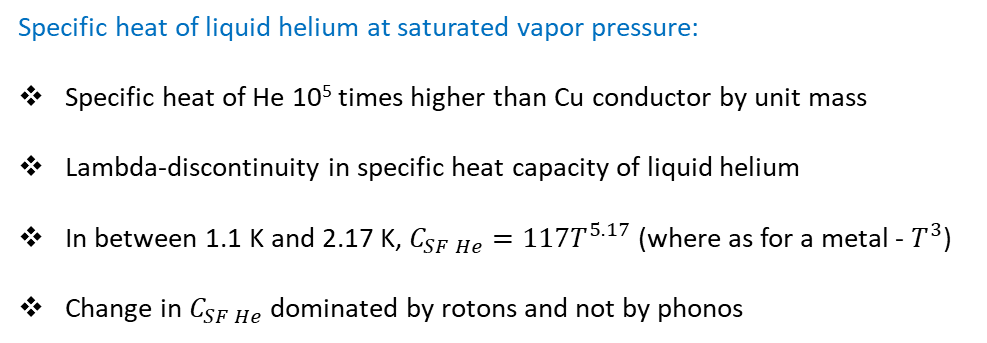 Specific heat of liquid helium at saturated vapor pressure:
❖ Specific heat of He 10⁵ times higher than Cu conductor by unit mass
❖ Lambda-discontinuity in specific heat capacity of liquid helium
❖ In between 1.1 K and 2.17 K, C_{SF He} = 117T^{5.17} (where as for a metal - T³)
❖ Change in C_{SF He} dominated by rotons and not by phonos